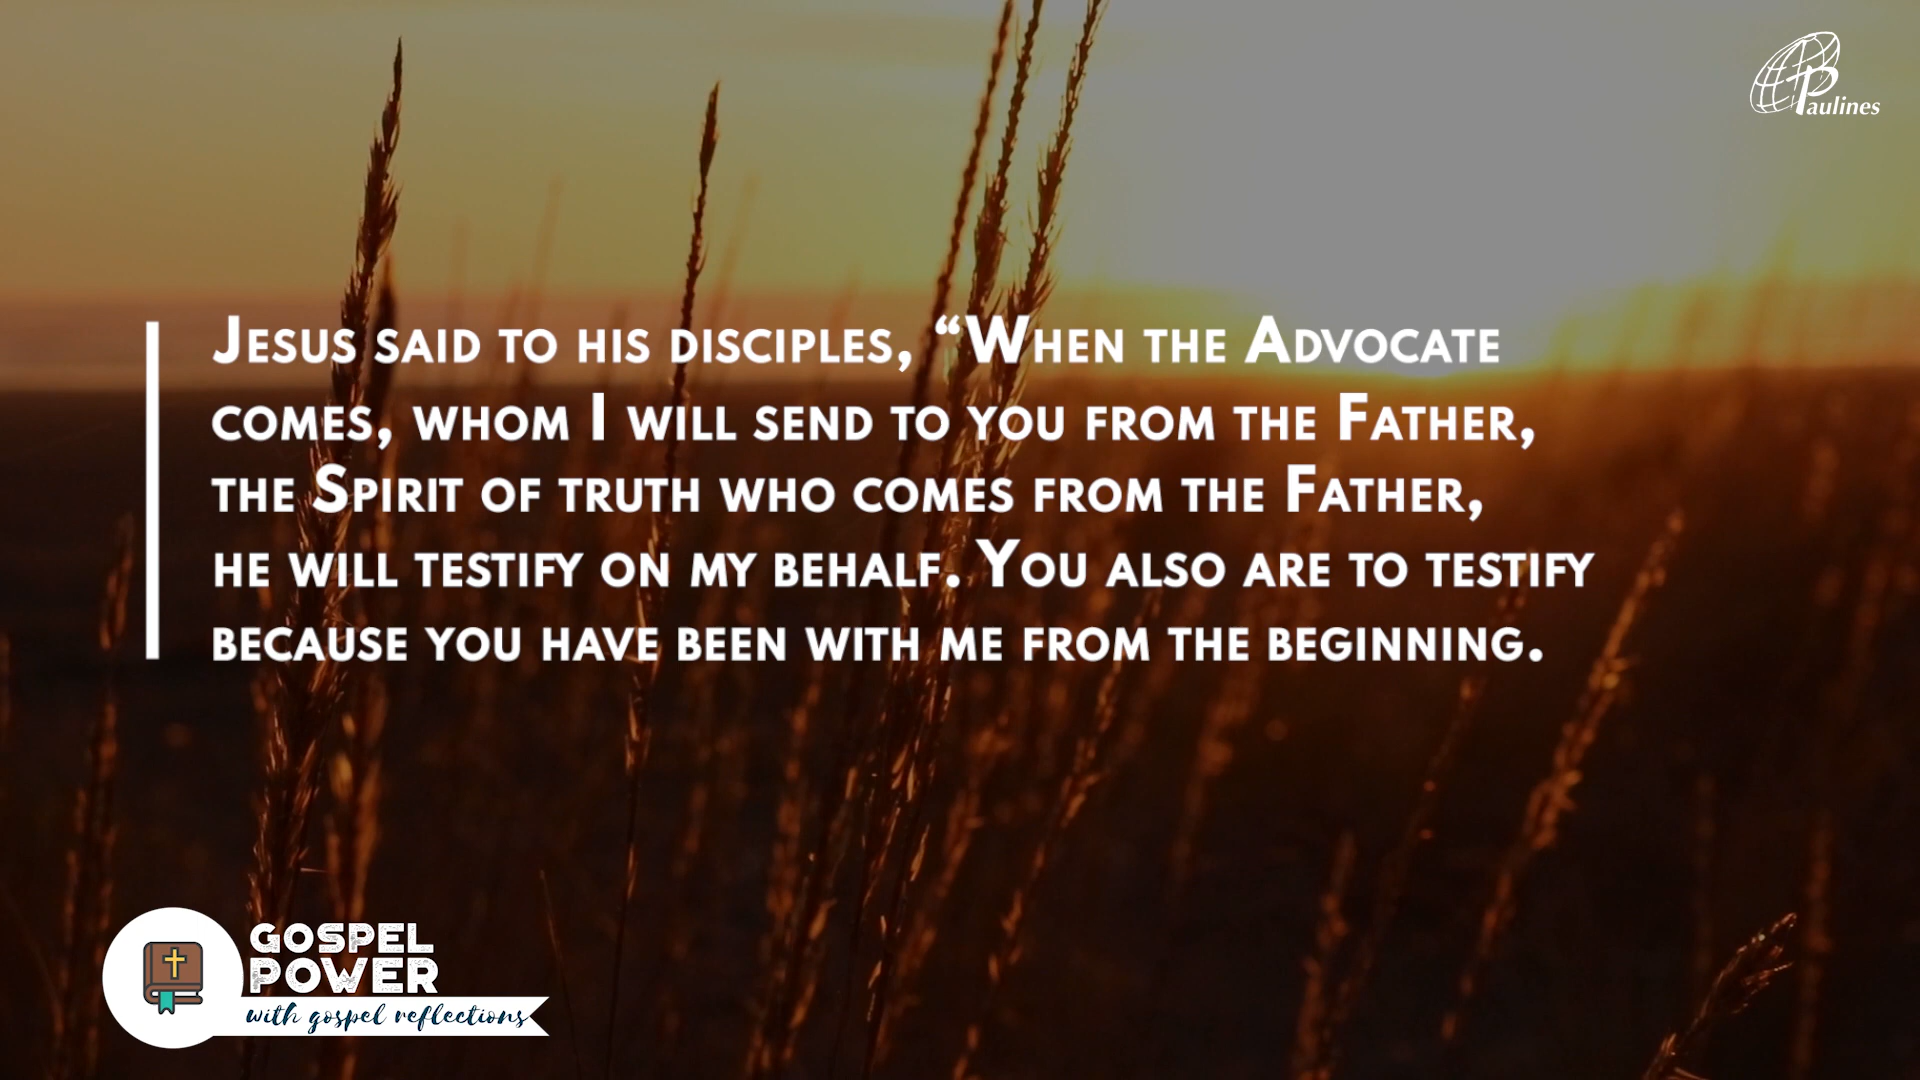 Paulines
Jesus said to his disciples, “When the Advocate
comes, whom I will send to you from the Father,
the Spirit of truth who comes from the Father,
he will testify on my behalf. You also are to testify
because you have been with me from the beginning.
GOSPEL
POWER
with gospel reflections